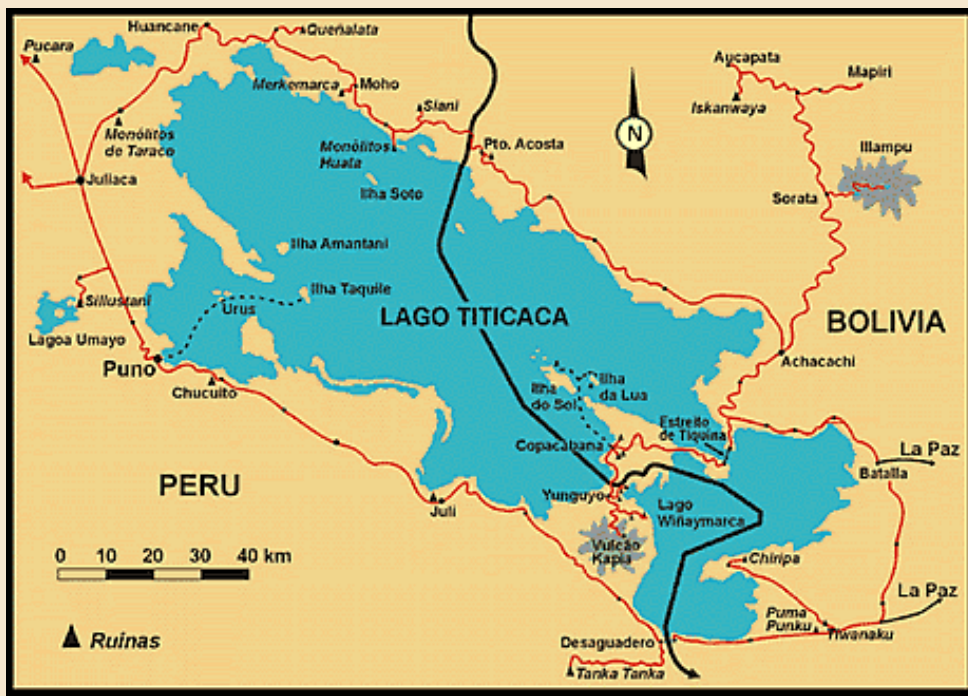 Huancane
Queñalata
Pucara
Aucapata
Mapiri
Merkemarca
Moho
Iskanwaya
Siani
Monólitos
de Taraco
N
Monólitos
Huata
Pto. Acosta
Illampu
Juliaca
Ilha Soto
Sorata
Ilha Amantani
Ilha Taquile
Sillustani
Urus
LAGO TITICACA
BOLIVIA
Lagoa Umayo
Puno
Achacachi
Chucuito
Ilha
do Sol
Ilha
da Lua
Estreito
de Tiquina
Copacabana
La Paz
Batalla
PERU
Yunguyo
Juli
Lago
Wiñaymarca
Vulcão
Kapia
0 10 20 30 40 km
Chiripa
La Paz
Puma
Punku
Tiwanaku
Ruinas
Desaguadero
Tanka Tanka